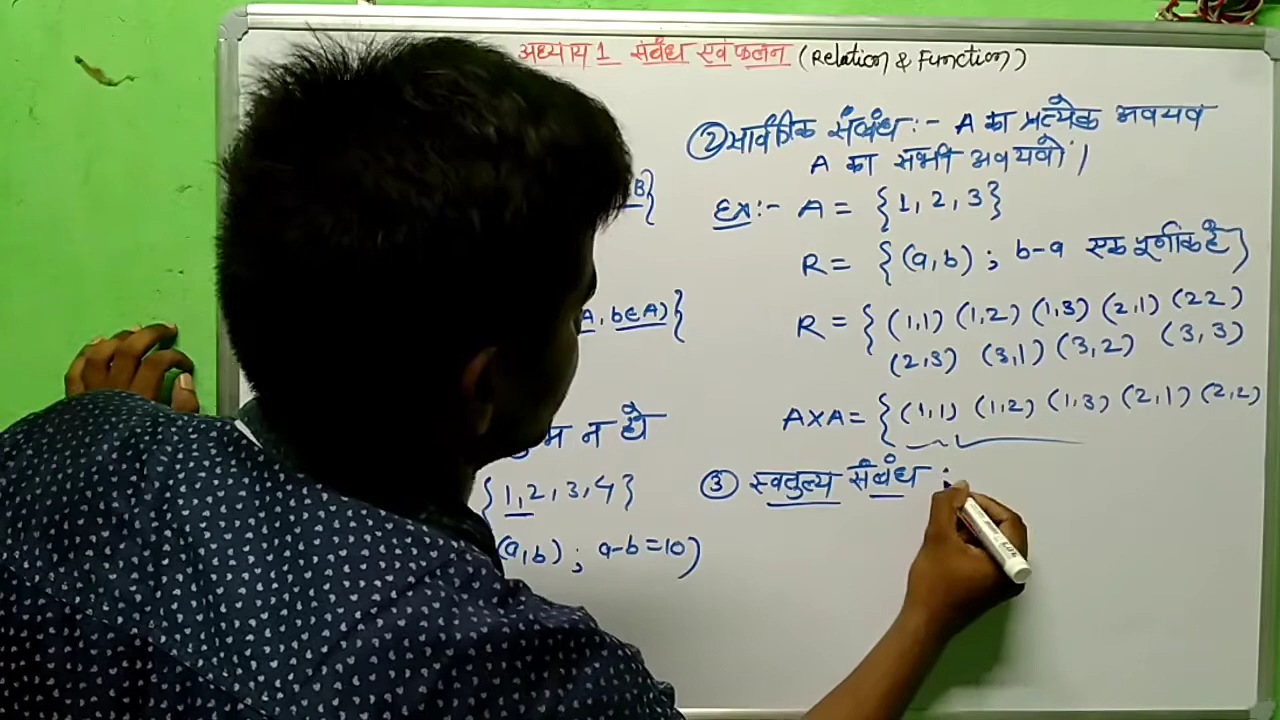 अध्याय 1 संबंध एवं फलन (Relation & Function)
B}
A, b∈A)}
न हो
{1,2,3,4}
(a,b) ; a-b=10)
② सार्वत्रिक संबंध :- A का प्रत्येक अवयव
A का सभी अवयवों।
Ex:- A = {1, 2, 3}
R = {(a,b) ; b-a एक पूर्णांक है}
R = { (1,1) (1,2) (1,3) (2,1) (22)
(2,3) (3,1) (3,2) (3,3)
A×A= { (1,1) (1,2) (1,3) (2,1) (2,2)
③ स्वतुल्य संबंध :